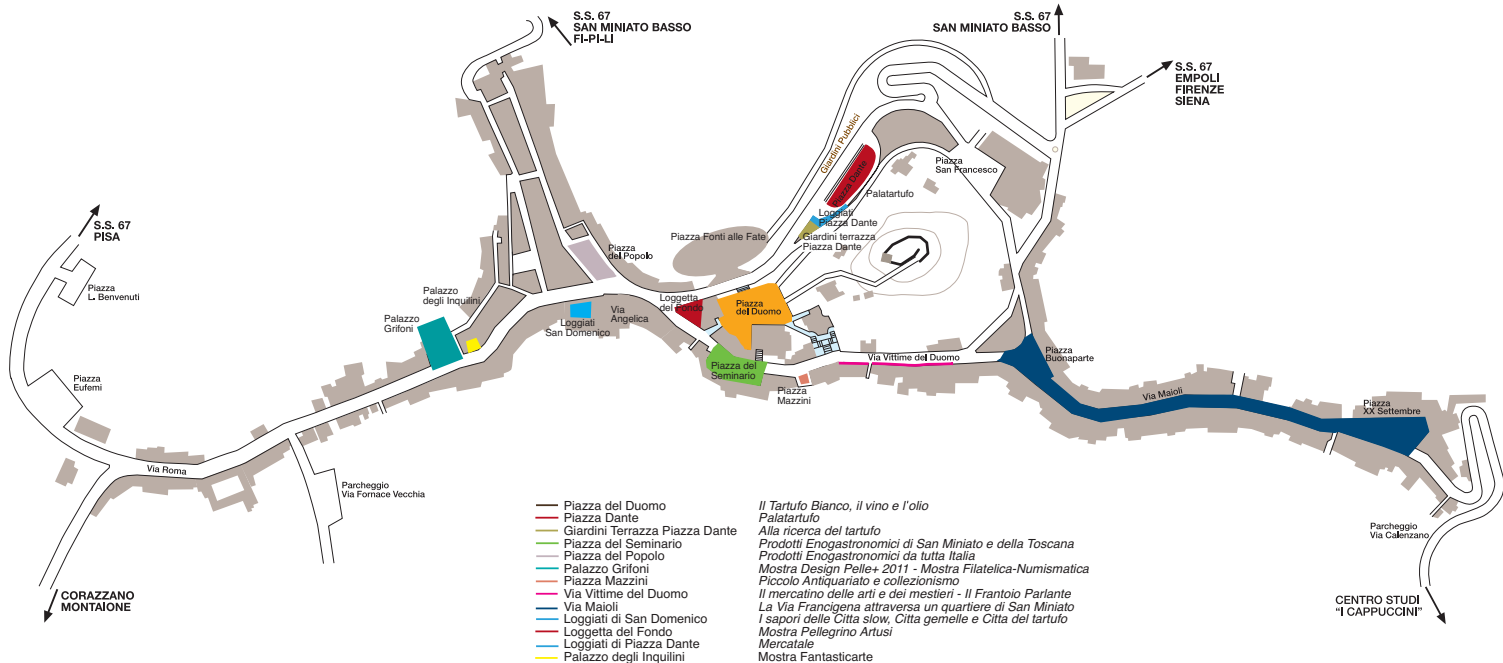 S.S. 67
SAN MINIATO BASSO
FI-PI-LI
S.S. 67
SAN MINIATO BASSO
S.S. 67
EMPOLI
FIRENZE
SIENA
Giardini Pubblici
Piazza
San Francesco
Piazza Dante
Palatartufo
Loggiati
Piazza Dante
Giardini terrazza
Piazza Dante
Piazza Fonti alle Fate
S.S. 67
PISA
Piazza
L. Benvenuti
Piazza
del Popolo
Palazzo
degli Inquilini
Palazzo
Grifoni
Loggiati
San Domenico
Via
Angelica
Loggetta
del Fondo
Piazza
del Duomo
Piazza del
Seminario
Via Vittime del Duomo
Piazza
Mazzini
Piazza
Buonaparte
Via Maioli
Piazza
XX Settembre
Piazza
Eufemi
Via Roma
Parcheggio
Via Fornace Vecchia
Parcheggio
Via Calenzano
CORAZZANO
MONTAIONE
CENTRO STUDI
“I CAPPUCCINI”
Piazza del Duomo Il Tartufo Bianco, il vino e l’olio
Piazza Dante Palatartufo
Giardini Terrazza Piazza Dante Alla ricerca del tartufo
Piazza del Seminario Prodotti Enogastronomici di San Miniato e della Toscana
Piazza del Popolo Prodotti Enogastronomici da tutta Italia
Palazzo Grifoni Mostra Design Pelle+ 2011 - Mostra Filatelica-Numismatica
Piazza Mazzini Piccolo Antiquariato e collezionismo
Via Vittime del Duomo Il mercatino delle arti e dei mestieri - Il Frantoio Parlante
Via Maioli La Via Francigena attraversa un quartiere di San Miniato
Loggiati di San Domenico I sapori delle Citta slow, Citta gemelle e Citta del tartufo
Loggetta del Fondo Mostra Pellegrino Artusi
Loggiati di Piazza Dante Mercatale
Palazzo degli Inquilini Mostra Fantasticarte